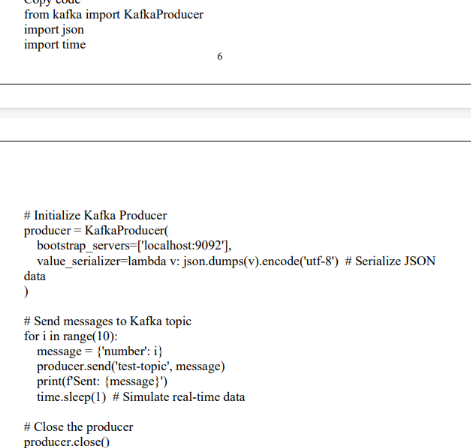 Copy code
from kafka import KafkaProducer
import json
import time
6
# Initialize Kafka Producer
producer = KafkaProducer(
bootstrap_servers=['localhost:9092'],
value_serializer=lambda v: json.dumps(v).encode('utf-8') # Serialize JSON
data
)
# Send messages to Kafka topic
for i in range(10):
message = {'number': i}
producer.send('test-topic', message)
print(f'Sent: {message}')
time.sleep(1) # Simulate real-time data
# Close the producer
producer.close()